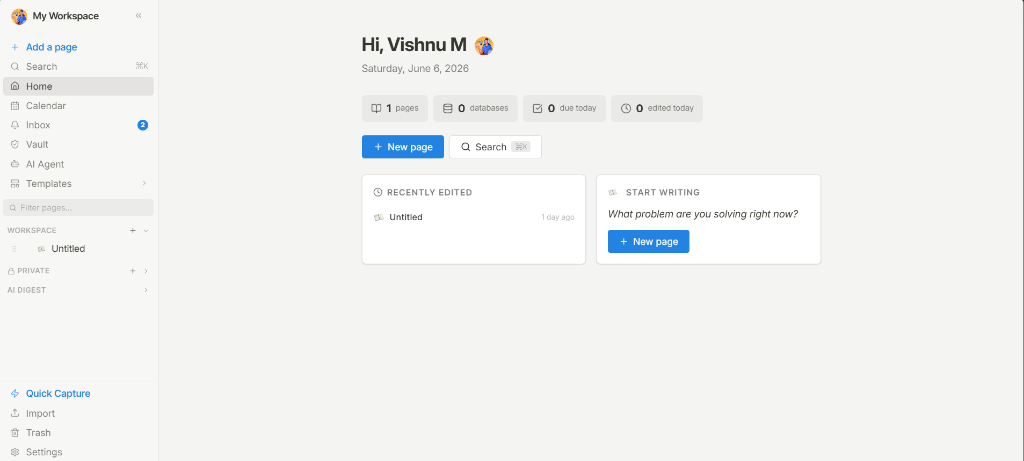 My Workspace
Add a page
Search ⌘K
Home
Calendar
Inbox 2
Vault
AI Agent
Templates
Filter pages...
WORKSPACE
Untitled
PRIVATE
AI DIGEST
Quick Capture
Import
Trash
Settings
Hi, Vishnu M
Saturday, June 6, 2026
1 pages 0 databases 0 due today 0 edited today
New page Search ⌘K
RECENTLY EDITED
Untitled 1 day ago
START WRITING
What problem are you solving right now?
New page